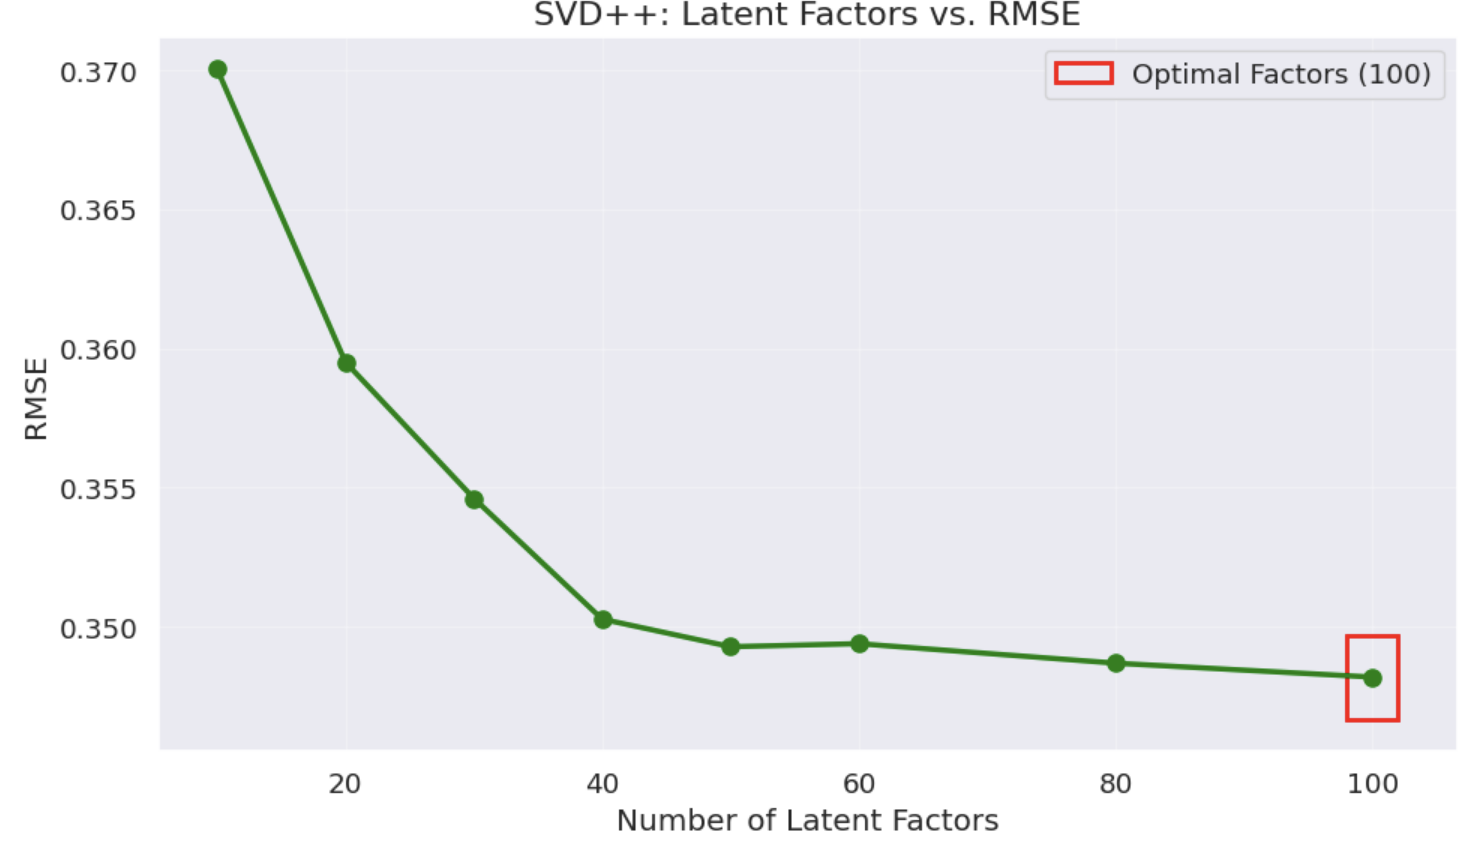 SVD++: Latent Factors vs. RMSE
Optimal Factors (100)
0.370
0.365
0.360
0.355
0.350
RMSE
20 40 60 80 100
Number of Latent Factors